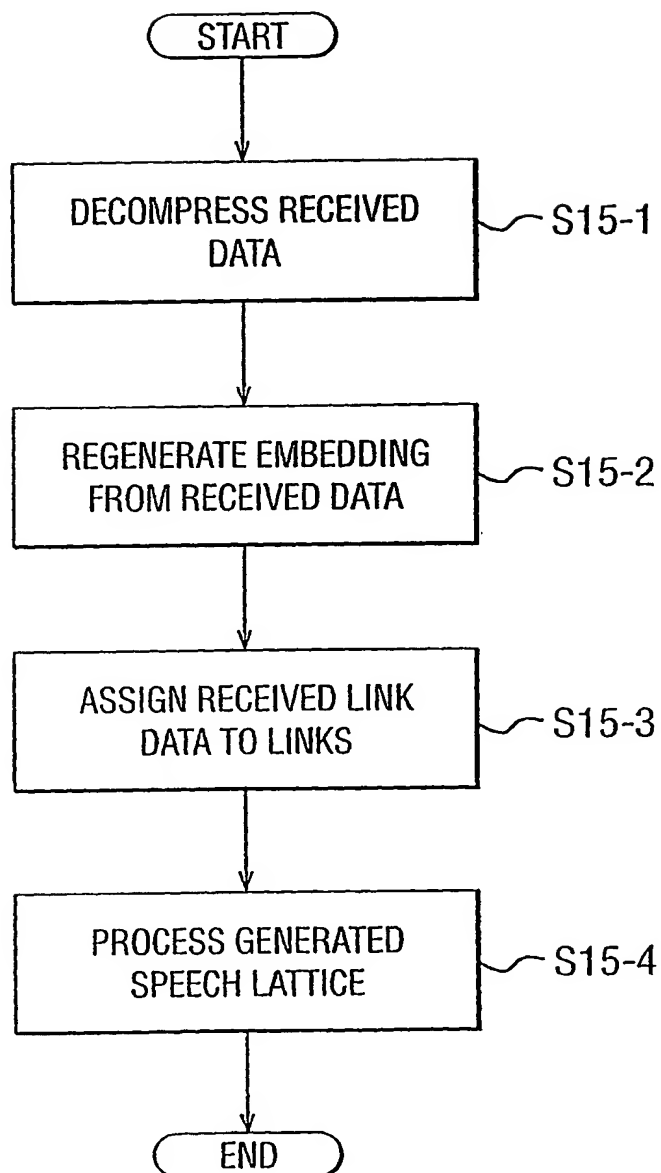 START
DECOMPRESS RECEIVED
DATA
S15-1
REGENERATE EMBEDDING
FROM RECEIVED DATA
S15-2
ASSIGN RECEIVED LINK
DATA TO LINKS
S15-3
PROCESS GENERATED
SPEECH LATTICE
S15-4
END